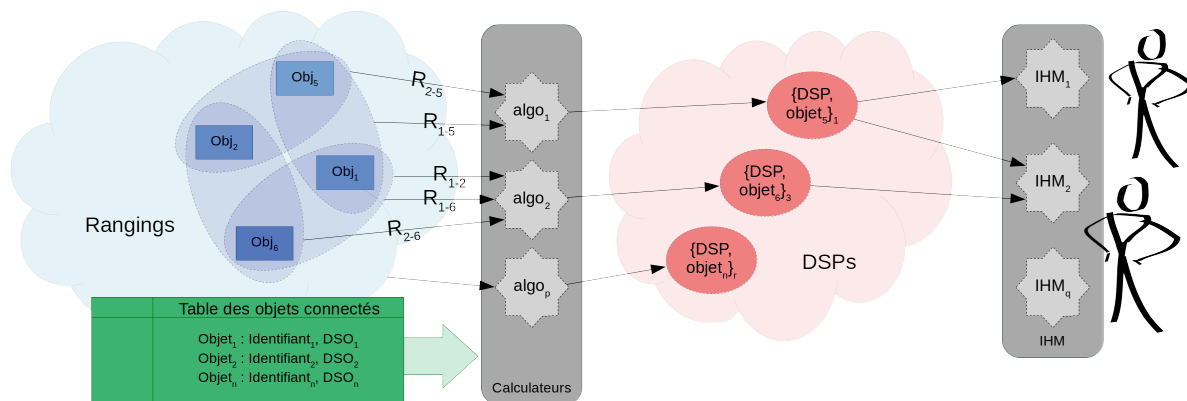 Rangings
Obj5
Obj2
Obj1
Obj6
R2-5
R1-5
R1-2
R1-6
R2-6
Table des objets connectés
Objet1 : Identifiant1, DSO1
Objet2 : Identifiant2, DSO2
Objetn : Identifiantn, DSOn
algo1
algo2
algop
Calculateurs
{DSP,
objet5}1
{DSP,
objet6}3
{DSP,
objetn}r
DSPs
IHM1
IHM2
IHMq
IHM